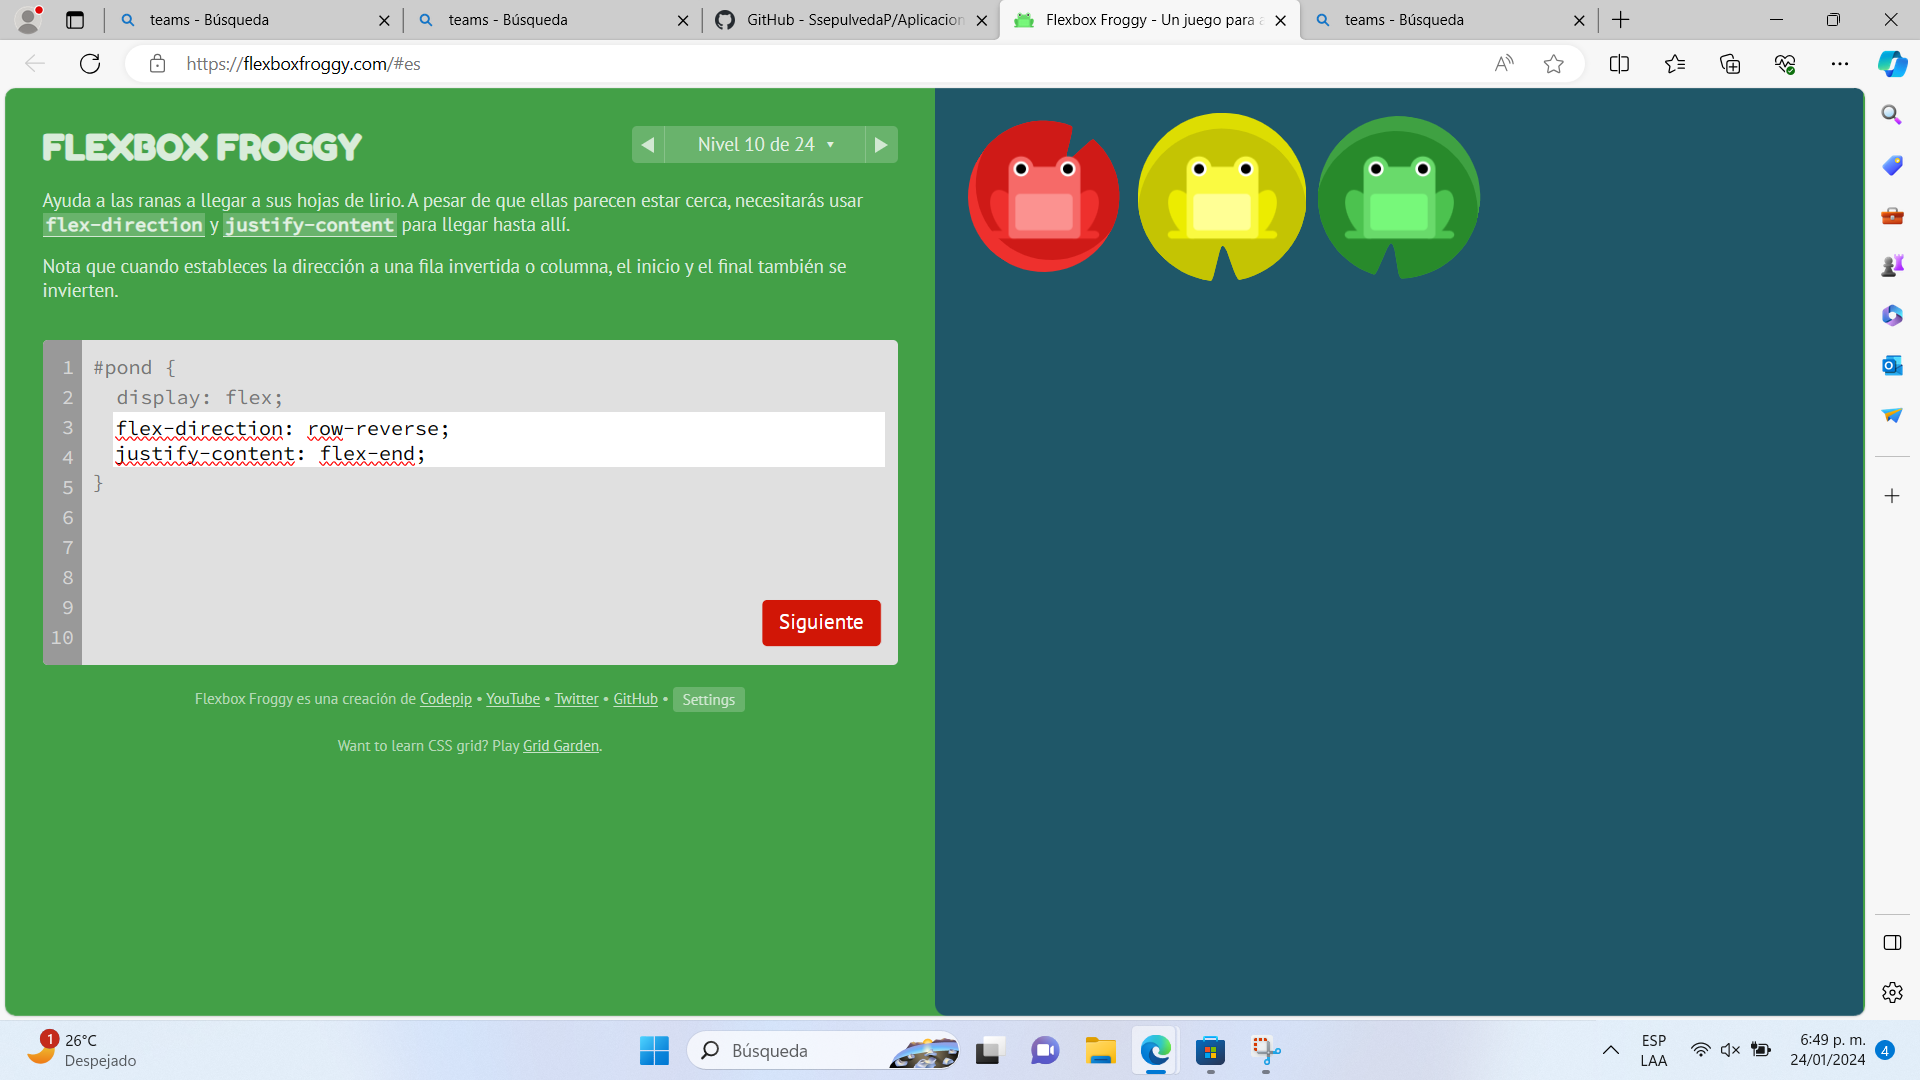 teams - Búsqueda
teams - Búsqueda
GitHub - SsepulvedaP/Aplicacion
Flexbox Froggy - Un juego para a
teams - Búsqueda
https://flexboxfroggy.com/#es
FLEXBOX FROGGY
Nivel 10 de 24
Ayuda a las ranas a llegar a sus hojas de lirio. A pesar de que ellas parecen estar cerca, necesitarás usar
flex-direction y justify-content para llegar hasta allí.
Nota que cuando estableces la dirección a una fila invertida o columna, el inicio y el final también se
invierten.
1 #pond {
2 display: flex;
3 flex-direction: row-reverse;
4 justify-content: flex-end;
5 }
6
7
8
9
10
Siguiente
Flexbox Froggy es una creación de Codepip • YouTube • Twitter • GitHub • Settings
Want to learn CSS grid? Play Grid Garden.
1
26°C
Despejado
Búsqueda
ESP
LAA
6:49 p. m.
24/01/2024
4